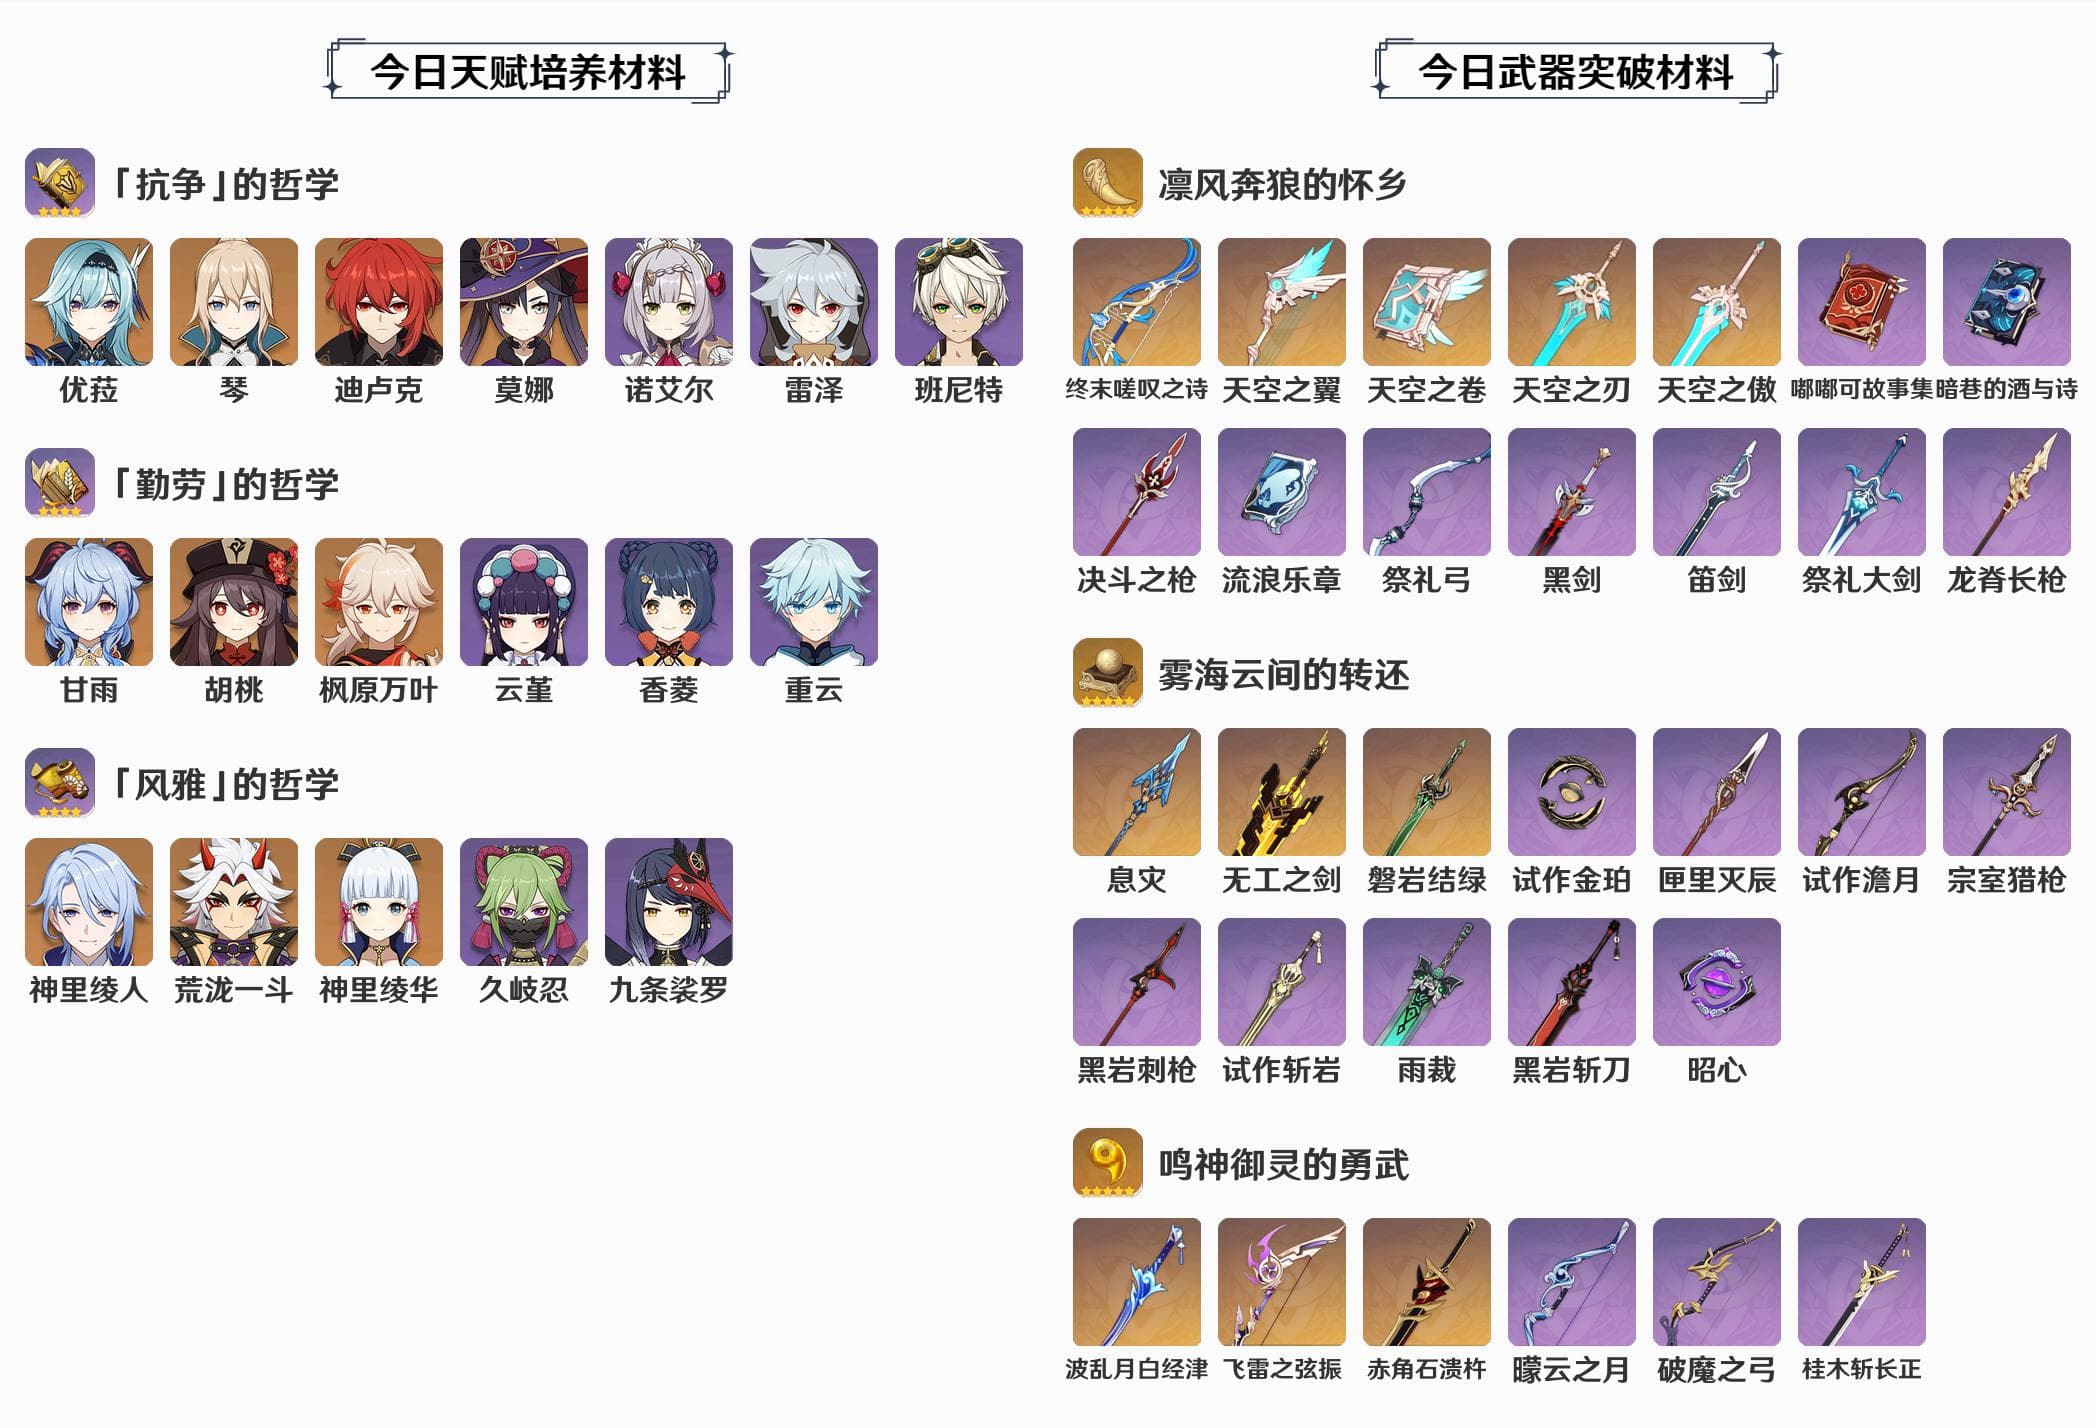 今日天赋培养材料
「抗争」的哲学
优菈 琴 迪卢克 莫娜 诺艾尔 雷泽 班尼特
「勤劳」的哲学
甘雨 胡桃 枫原万叶 云堇 香菱 重云
「风雅」的哲学
神里绫人 荒泷一斗 神里绫华 久岐忍 九条裟罗
今日武器突破材料
凛风奔狼的怀乡
终末嗟叹之诗 天空之翼 天空之卷 天空之刃 天空之傲 嘟嘟可故事集 暗巷的酒与诗
决斗之枪 流浪乐章 祭礼弓 黑剑 笛剑 祭礼大剑 龙脊长枪
雾海云间的转还
息灾 无工之剑 磐岩结绿 试作金珀 匣里灭辰 试作澹月 宗室猎枪
黑岩刺枪 试作斩岩 雨裁 黑岩斩刀 昭心
鸣神御灵的勇武
波乱月白经津 飞雷之弦振 赤角石溃杵 曚云之月 破魔之弓 桂木斩长正